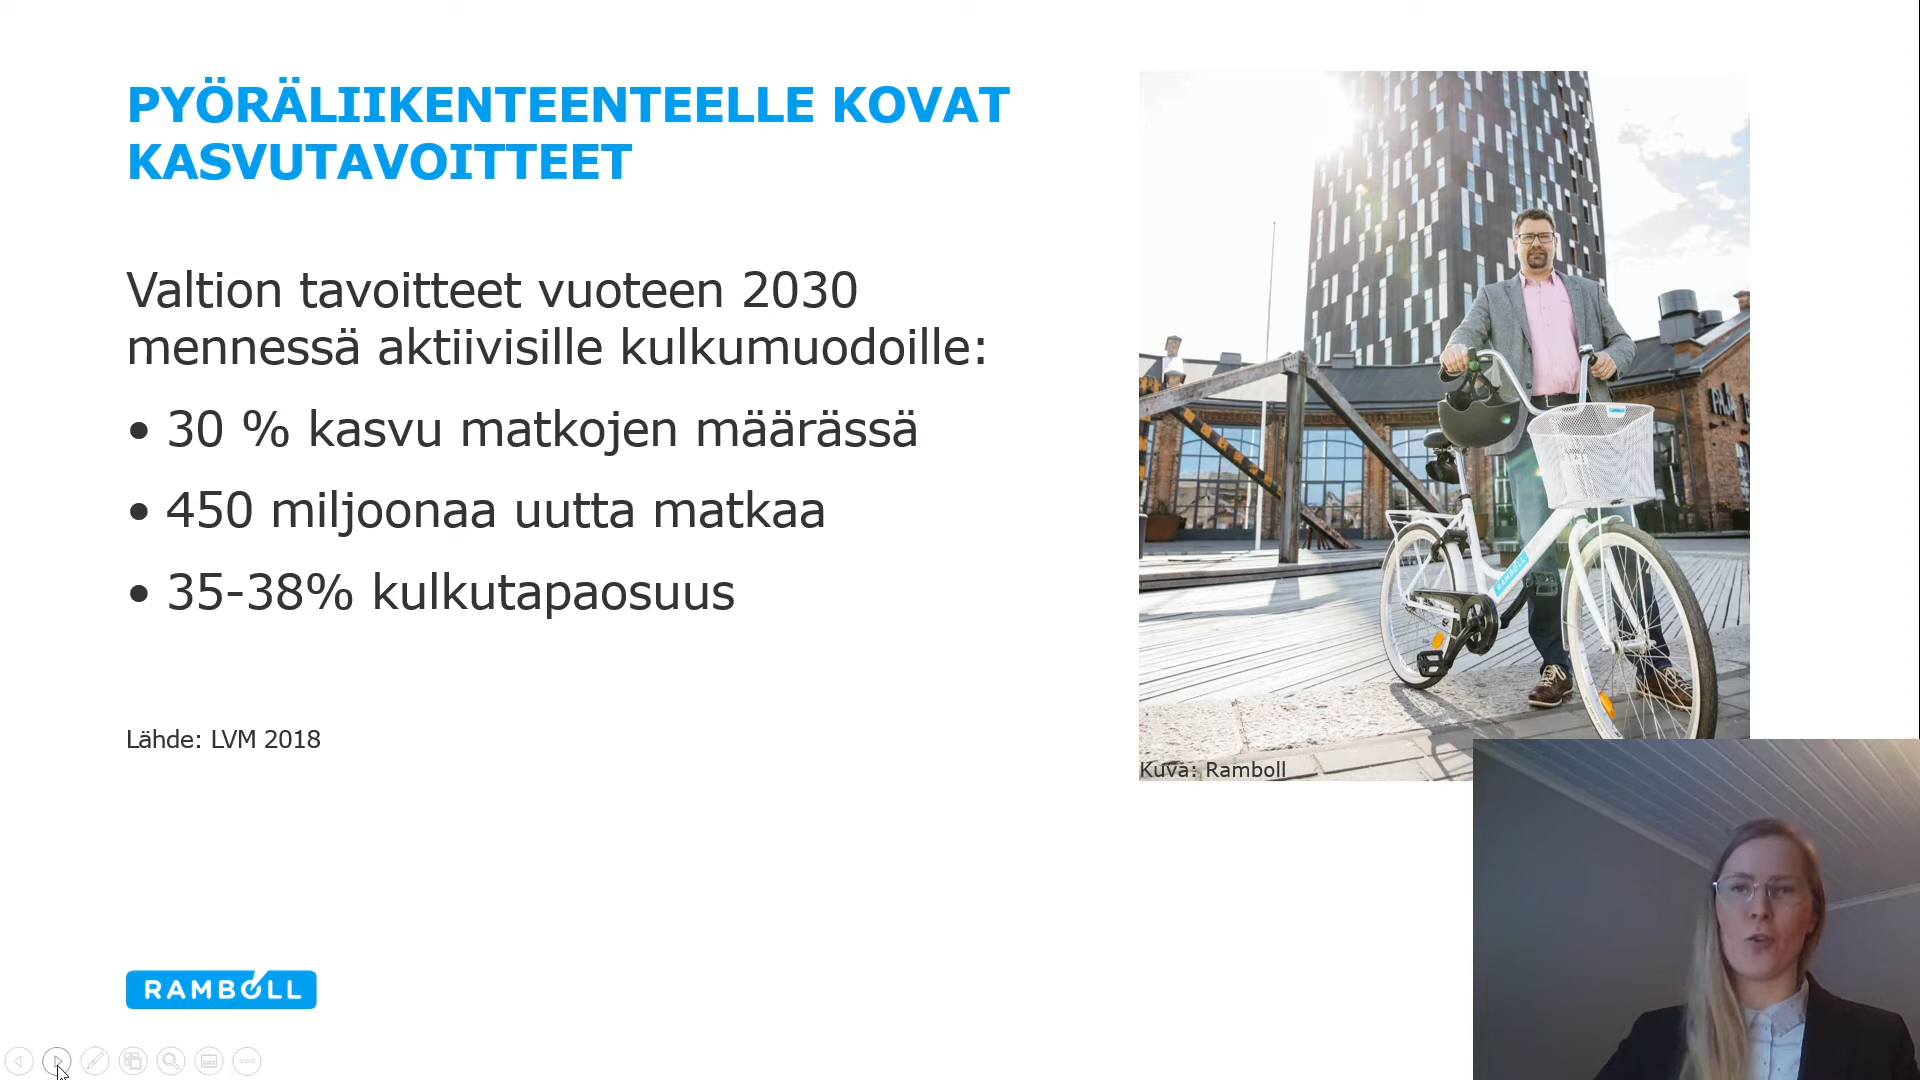 PYÖRÄLIIKENTEENTEELLE KOVAT
KASVUTAVOITTEET
Valtion tavoitteet vuoteen 2030
mennessä aktiivisille kulkumuodoille:
• 30 % kasvu matkojen määrässä
• 450 miljoonaa uutta matkaa
• 35-38% kulkutapaosuus
Lähde: LVM 2018
RAMBOLL
Kuva: Ramboll
RAMBOLL